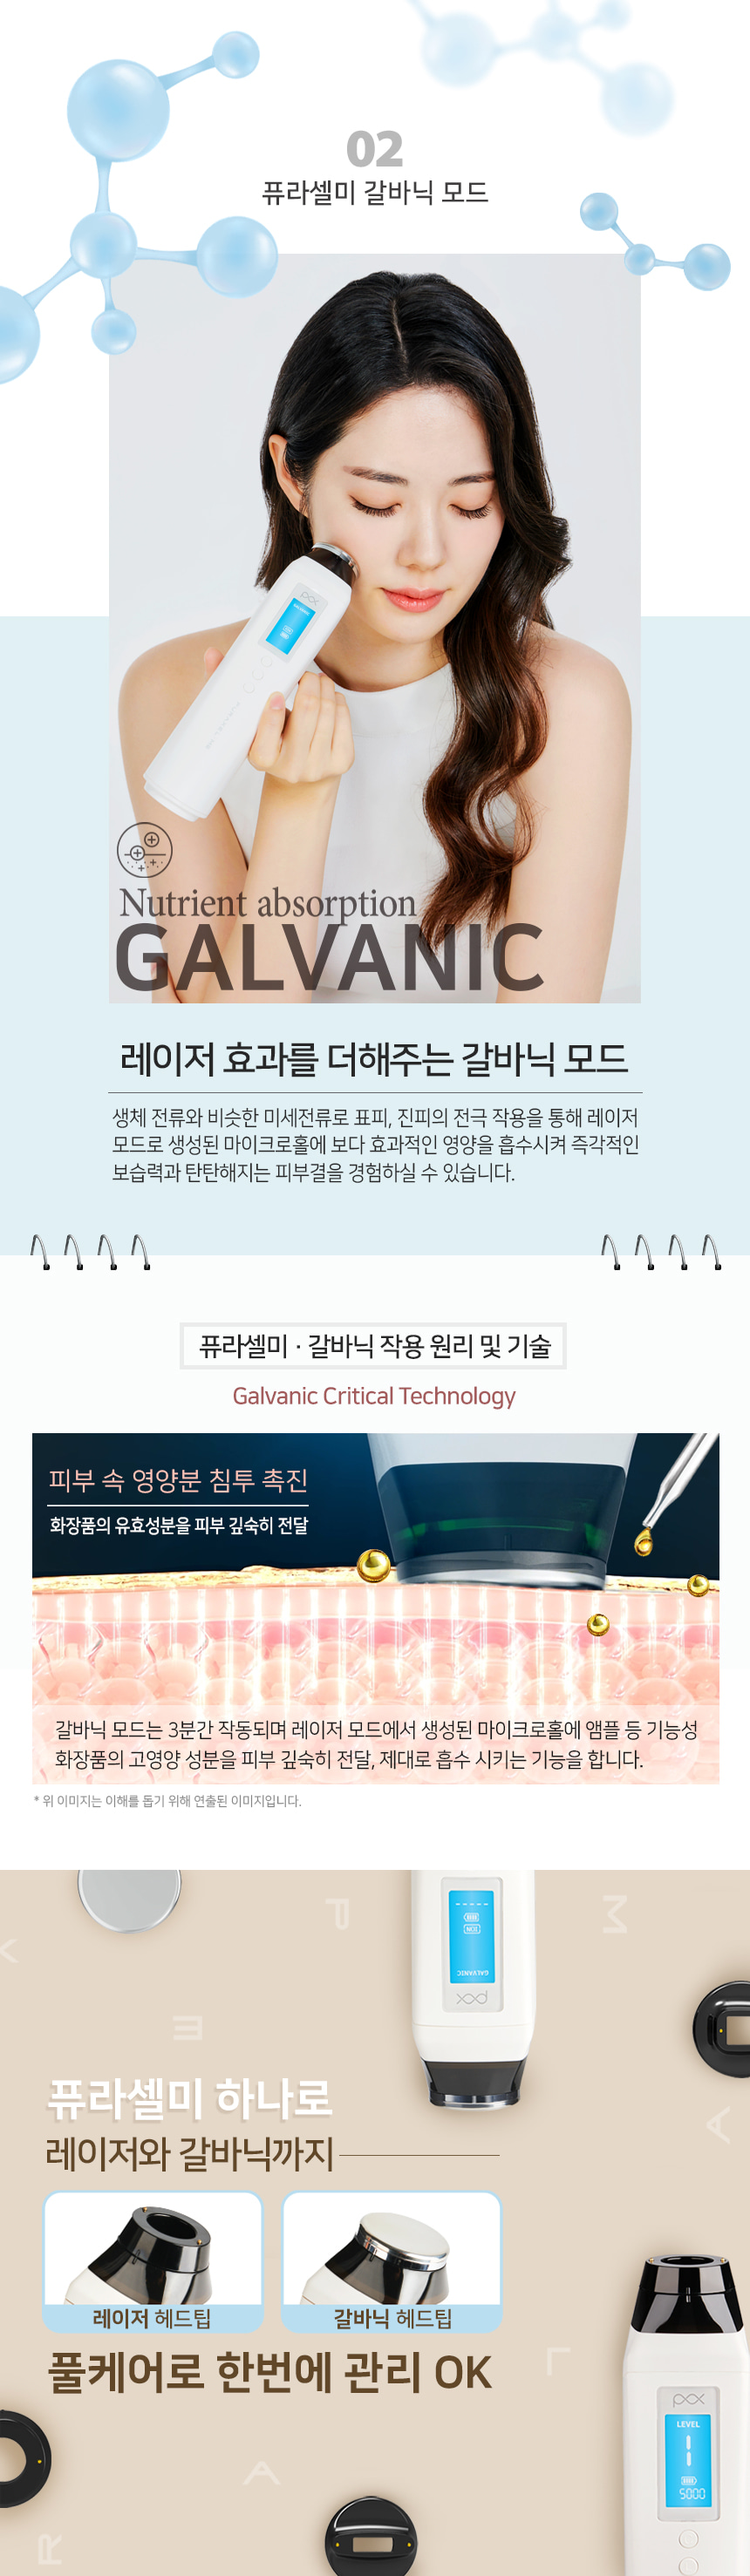 02
퓨라셀미 갈바닉 모드
pxx
Nutrient absorption
GALVANIC
레이저 효과를 더해주는 갈바닉 모드
생체 전류와 비슷한 미세전류로 표피, 진피의 전극 작용을 통해 레이저
모드로 생성된 마이크로홀에 보다 효과적인 영양을 흡수시켜 즉각적인
보습력과 탄탄해지는 피부결을 경험하실 수 있습니다.
퓨라셀미 · 갈바닉 작용 원리 및 기술
Galvanic Critical Technology
피부 속 영양분 침투 촉진
화장품의 유효성분을 피부 깊숙히 전달
갈바닉 모드는 3분간 작동되며 레이저 모드에서 생성된 마이크로홀에 앰플 등 기능성
화장품의 고영양 성분을 피부 깊숙히 전달, 제대로 흡수 시키는 기능을 합니다.
* 위 이미지는 이해를 돕기 위해 연출된 이미지입니다.
P
M
NO1
GALVANIC
pxx
E
A
퓨라셀미 하나로
레이저와 갈바닉까지
레이저 헤드팁
갈바닉 헤드팁
풀케어로 한번에 관리 OK
L
pxx
LEVEL
1
5000
A
R